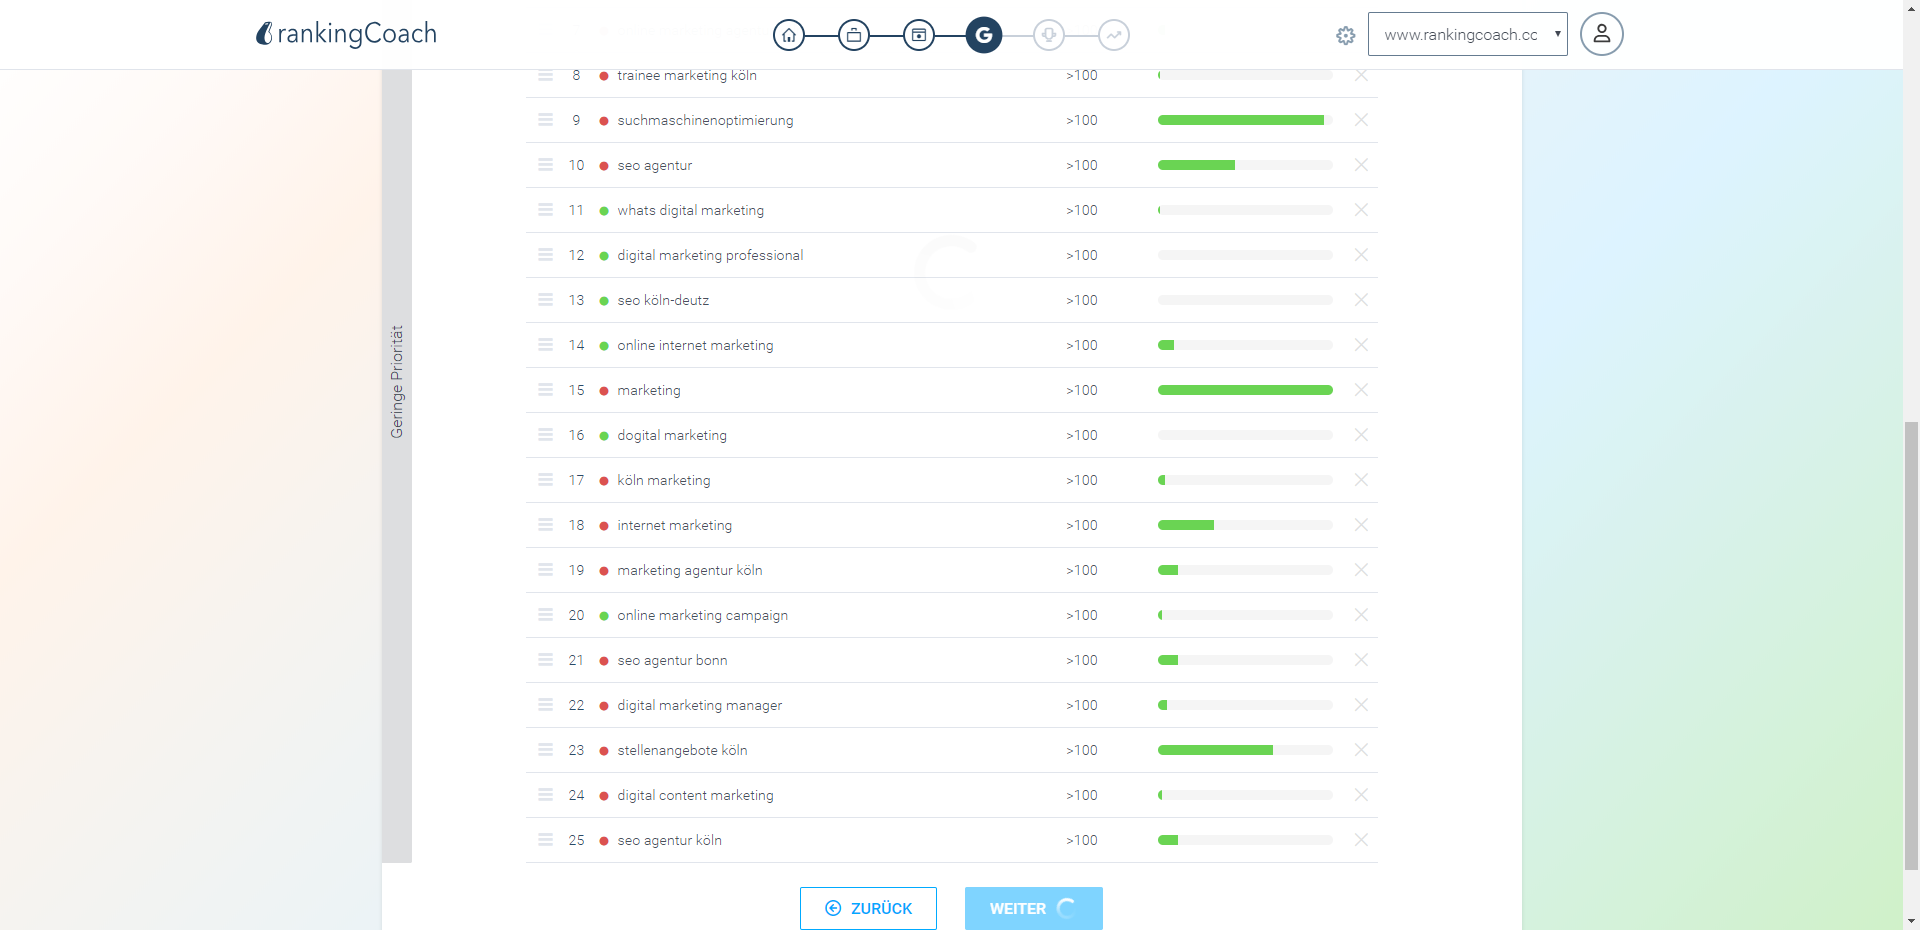 rankingCoach
G
www.rankingcoach.cc
Geringe Priorität
8 trainee marketing köln >100
9 suchmaschinenoptimierung >100
10 seo agentur >100
11 whats digital marketing >100
12 digital marketing professional >100
13 seo köln-deutz >100
14 online internet marketing >100
15 marketing >100
16 dogital marketing >100
17 köln marketing >100
18 internet marketing >100
19 marketing agentur köln >100
20 online marketing campaign >100
21 seo agentur bonn >100
22 digital marketing manager >100
23 stellenangebote köln >100
24 digital content marketing >100
25 seo agentur köln >100
ZURÜCK
WEITER